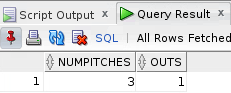 Script Output × Query Result ×
SQL | All Rows Fetched
NUMPITCHES OUTS
1 3 1